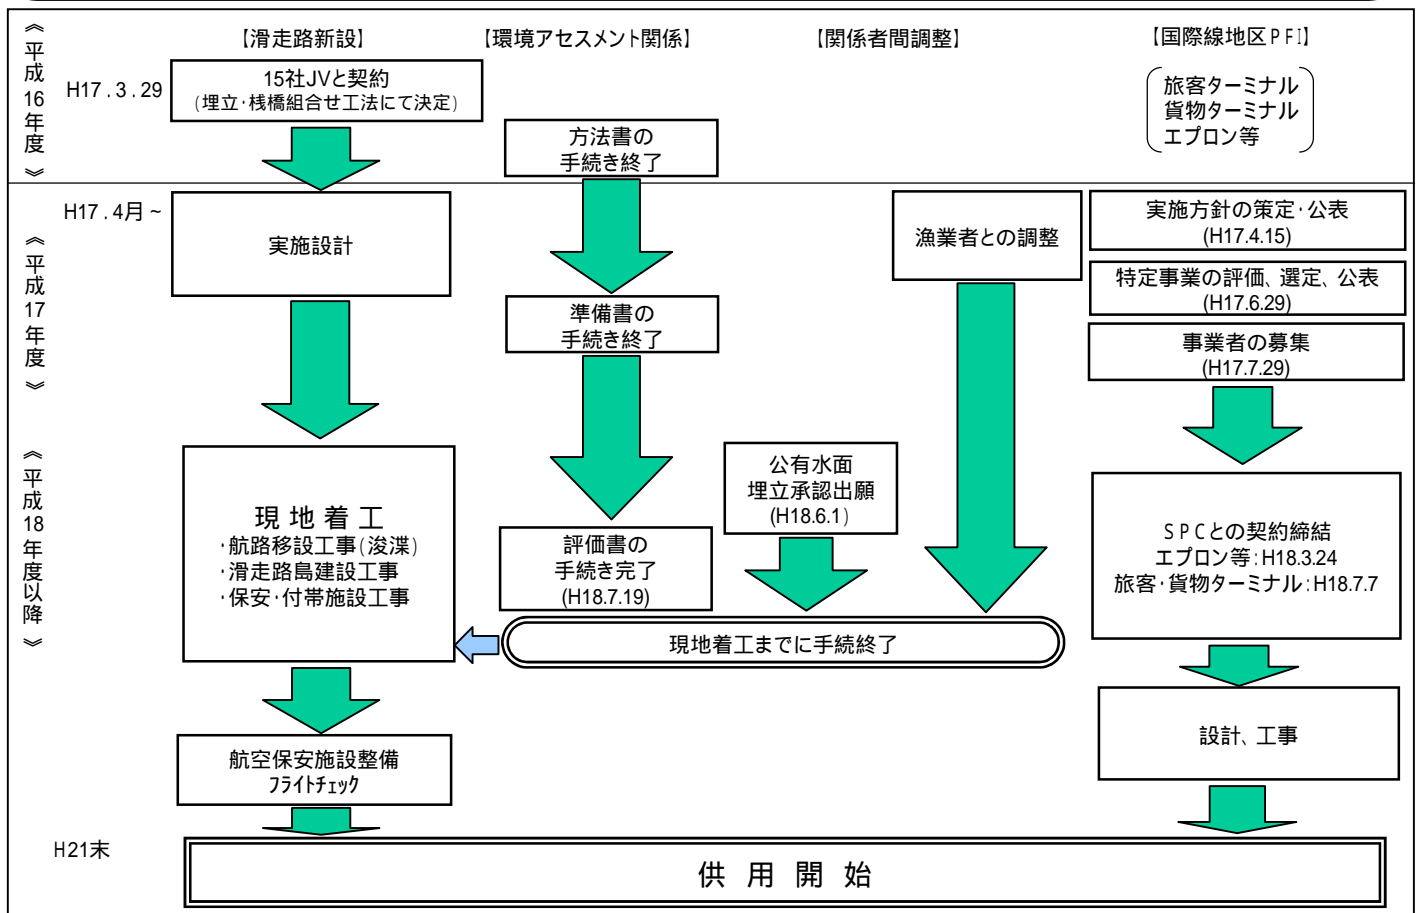 《平成16年度》
【滑走路新設】
【環境アセスメント関係】
【関係者間調整】
【国際線地区PFI】
H17.3.29
15社JVと契約
(埋立・桟橋組合せ工法にて決定)
旅客ターミナル
貨物ターミナル
エプロン等
方法書の
手続き終了
《平成17年度》
H17.4月~
実施設計
漁業者との調整
実施方針の策定・公表
(H17.4.15)
特定事業の評価、選定、公表
(H17.6.29)
準備書の
手続き終了
事業者の募集
(H17.7.29)
《平成18年度以降》
現地着工
・航路移設工事(浚渫)
・滑走路島建設工事
・保安・付帯施設工事
公有水面
埋立承認出願
(H18.6.1)
評価書の
手続き完了
(H18.7.19)
SPCとの契約締結
エプロン等:H18.3.24
旅客・貨物ターミナル:H18.7.7
現地着工までに手続終了
航空保安施設整備
フライトチェック
設計、工事
H21末
供用開始